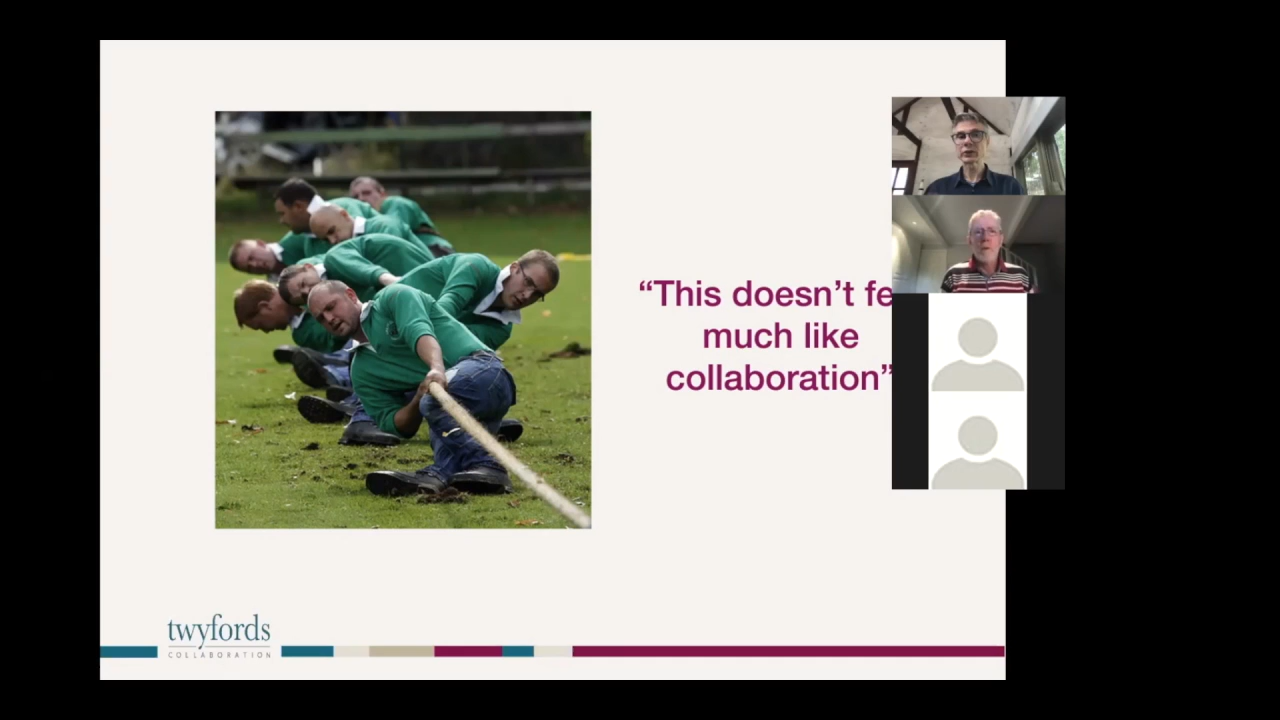 “This doesn’t fe
much like
collaboration”
twyfords
COLLABORATION